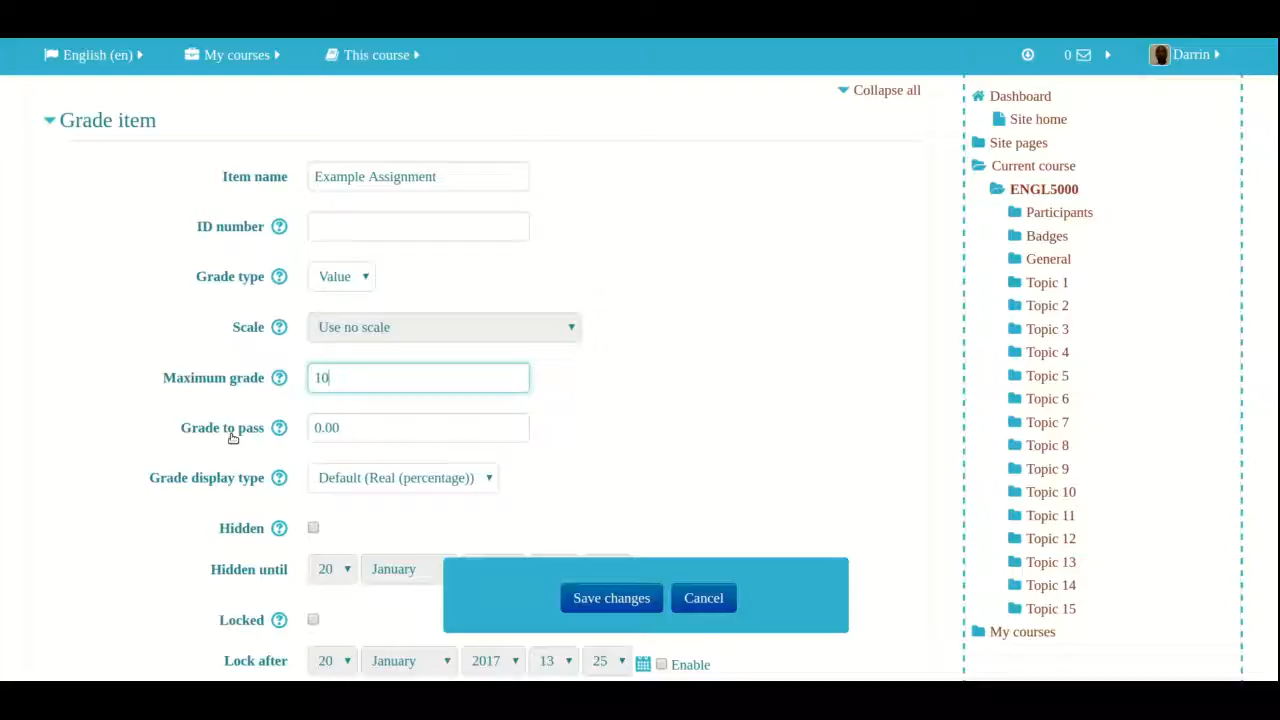 English (en) My courses This course 0 Darrin
Collapse all
Grade item
Item name Example Assignment
ID number
Grade type Value
Scale Use no scale
Maximum grade 10
Grade to pass 0.00
Grade display type Default (Real (percentage))
Hidden
Hidden until 20 January
Save changes Cancel
Locked
Lock after 20 January 2017 13 25 Enable
Dashboard
Site home
Site pages
Current course
ENGL5000
Participants
Badges
General
Topic 1
Topic 2
Topic 3
Topic 4
Topic 5
Topic 6
Topic 7
Topic 8
Topic 9
Topic 10
Topic 11
Topic 12
Topic 13
Topic 14
Topic 15
My courses